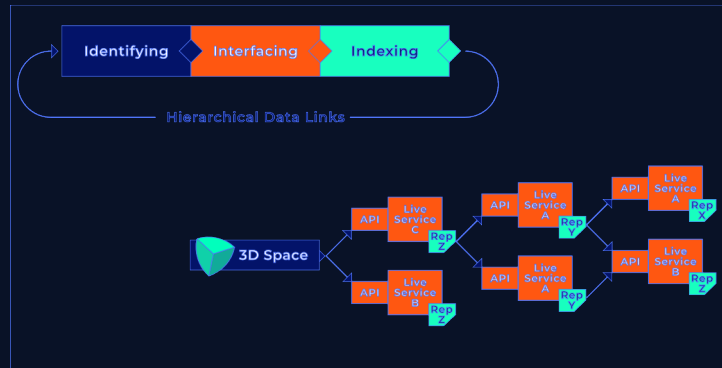 Identifying
Interfacing
Indexing
Hierarchical Data Links
3D Space
API
Live
Service
C
Rep
Z
API
Live
Service
B
Rep
Z
API
Live
Service
A
Rep
Y
API
Live
Service
A
Rep
Y
API
Live
Service
A
Rep
X
API
Live
Service
B
Rep
Z